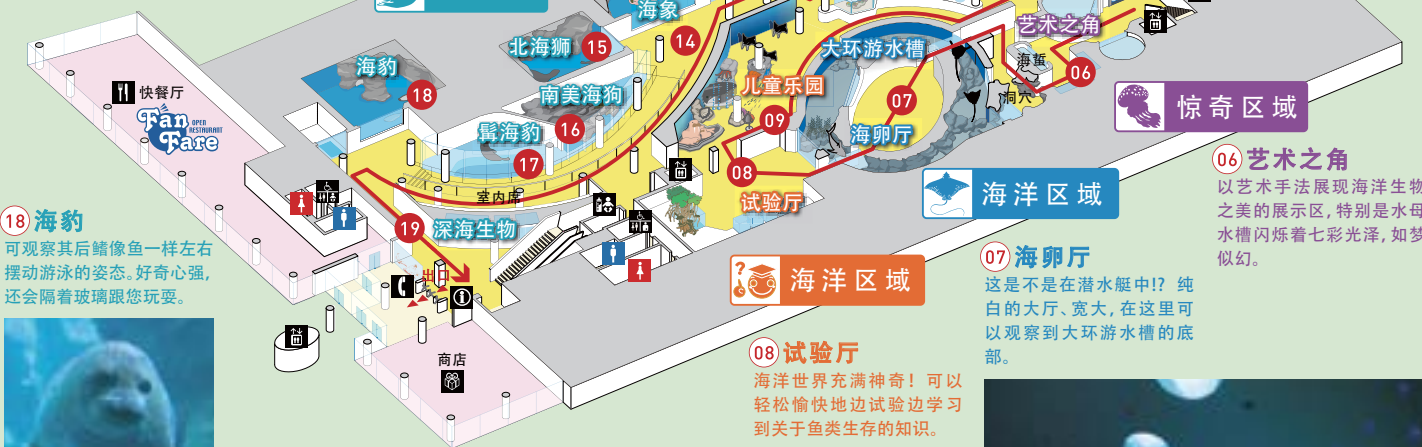 海象
14
北海狮
15
海豹
18
南美海狗
髯海豹
16
17
室内席
19
深海生物
出口
快餐厅
Fan
OPEN
RESTAURANT
Fare
商店
大环游水槽
儿童乐园
09
07
海卵厅
08
试验厅
艺术之角
海蜇
洞穴
06
惊奇区域
海洋区域
?
海洋区域
18 海豹
可观察其后鳍像鱼一样左右
摆动游泳的姿态。好奇心强,
还会隔着玻璃跟您玩耍。
08 试验厅
海洋世界充满神奇！可以
轻松愉快地边试验边学习
到关于鱼类生存的知识。
07 海卵厅
这是不是在潜水艇中!? 纯
白的大厅、宽大, 在这里可
以观察到大环游水槽的底
部。
06 艺术之角
以艺术手法展现海洋生物
之美的展示区, 特别是水母
水槽闪烁着七彩光泽, 如梦
似幻。